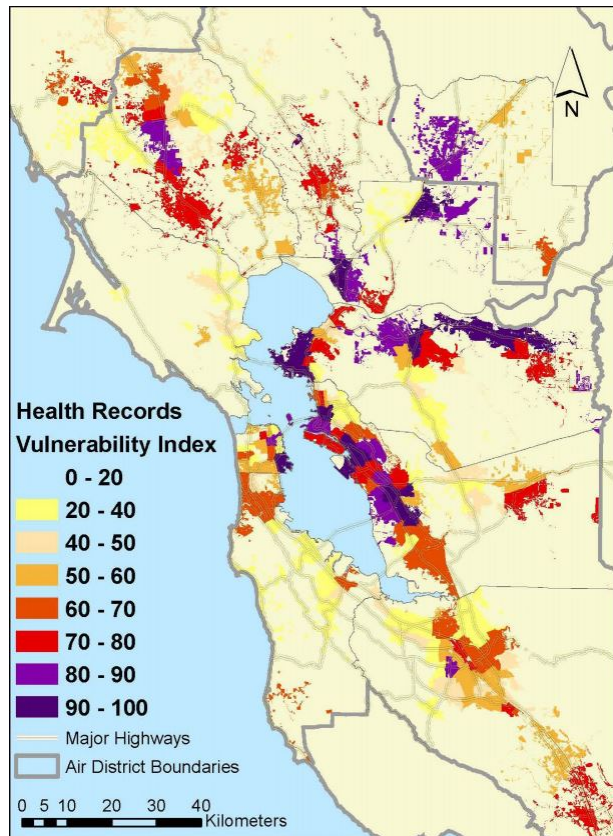 N
Health Records
Vulnerability Index
0 - 20
20 - 40
40 - 50
50 - 60
60 - 70
70 - 80
80 - 90
90 - 100
Major Highways
Air District Boundaries
0 5 10 20 30 40
Kilometers